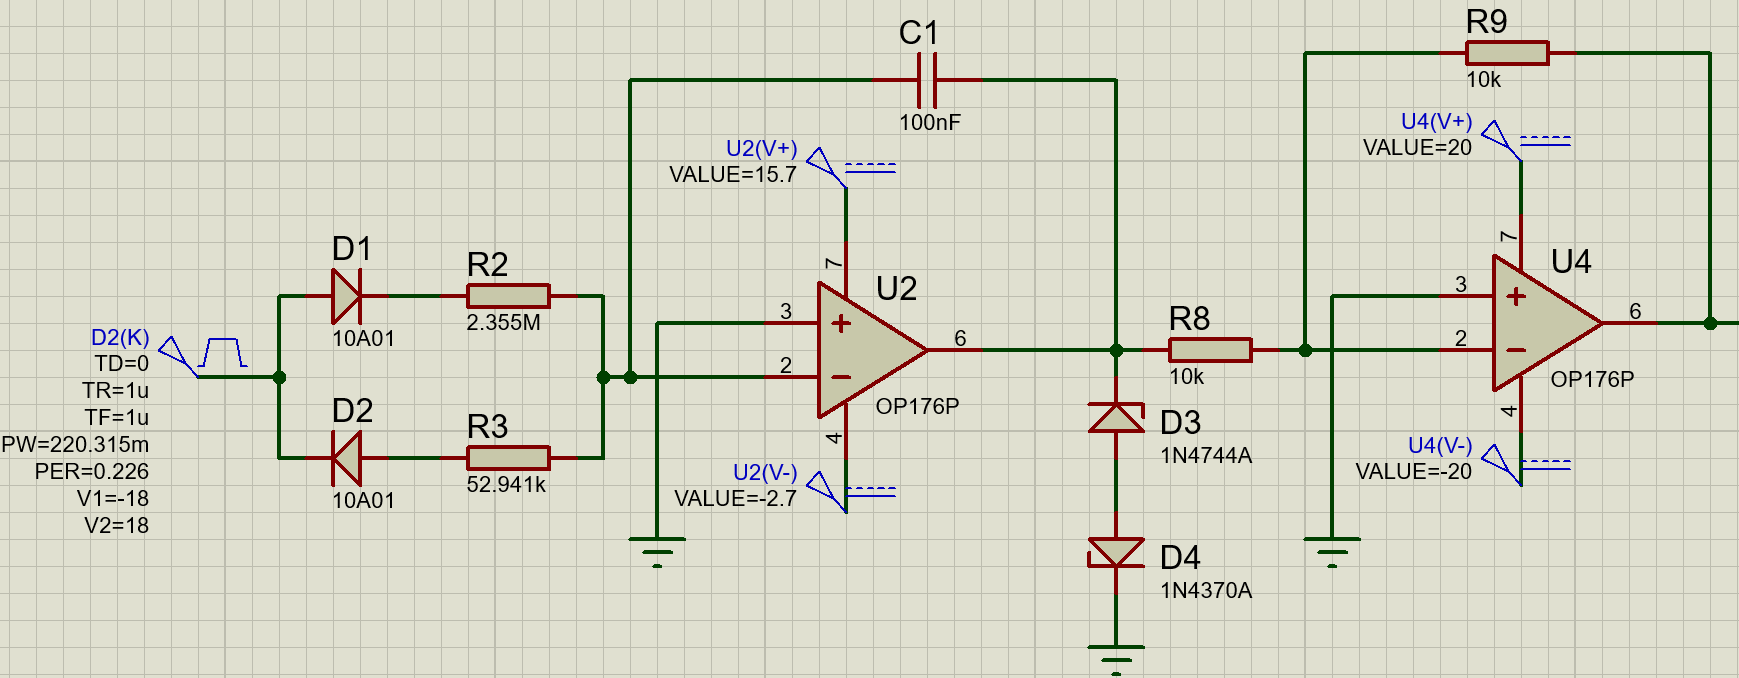 C1
100nF
R9
10k
U2(V+)
VALUE=15.7
U4(V+)
VALUE=20
D1
10A01
R2
2.355M
D2(K)
TD=0
TR=1u
TF=1u
PW=220.315m
PER=0.226
V1=-18
V2=18
D2
10A01
R3
52.941k
3
2
7
4
6
U2
OP176P
U2(V-)
VALUE=-2.7
R8
10k
D3
1N4744A
D4
1N4370A
3
2
7
4
6
U4
OP176P
U4(V-)
VALUE=-20